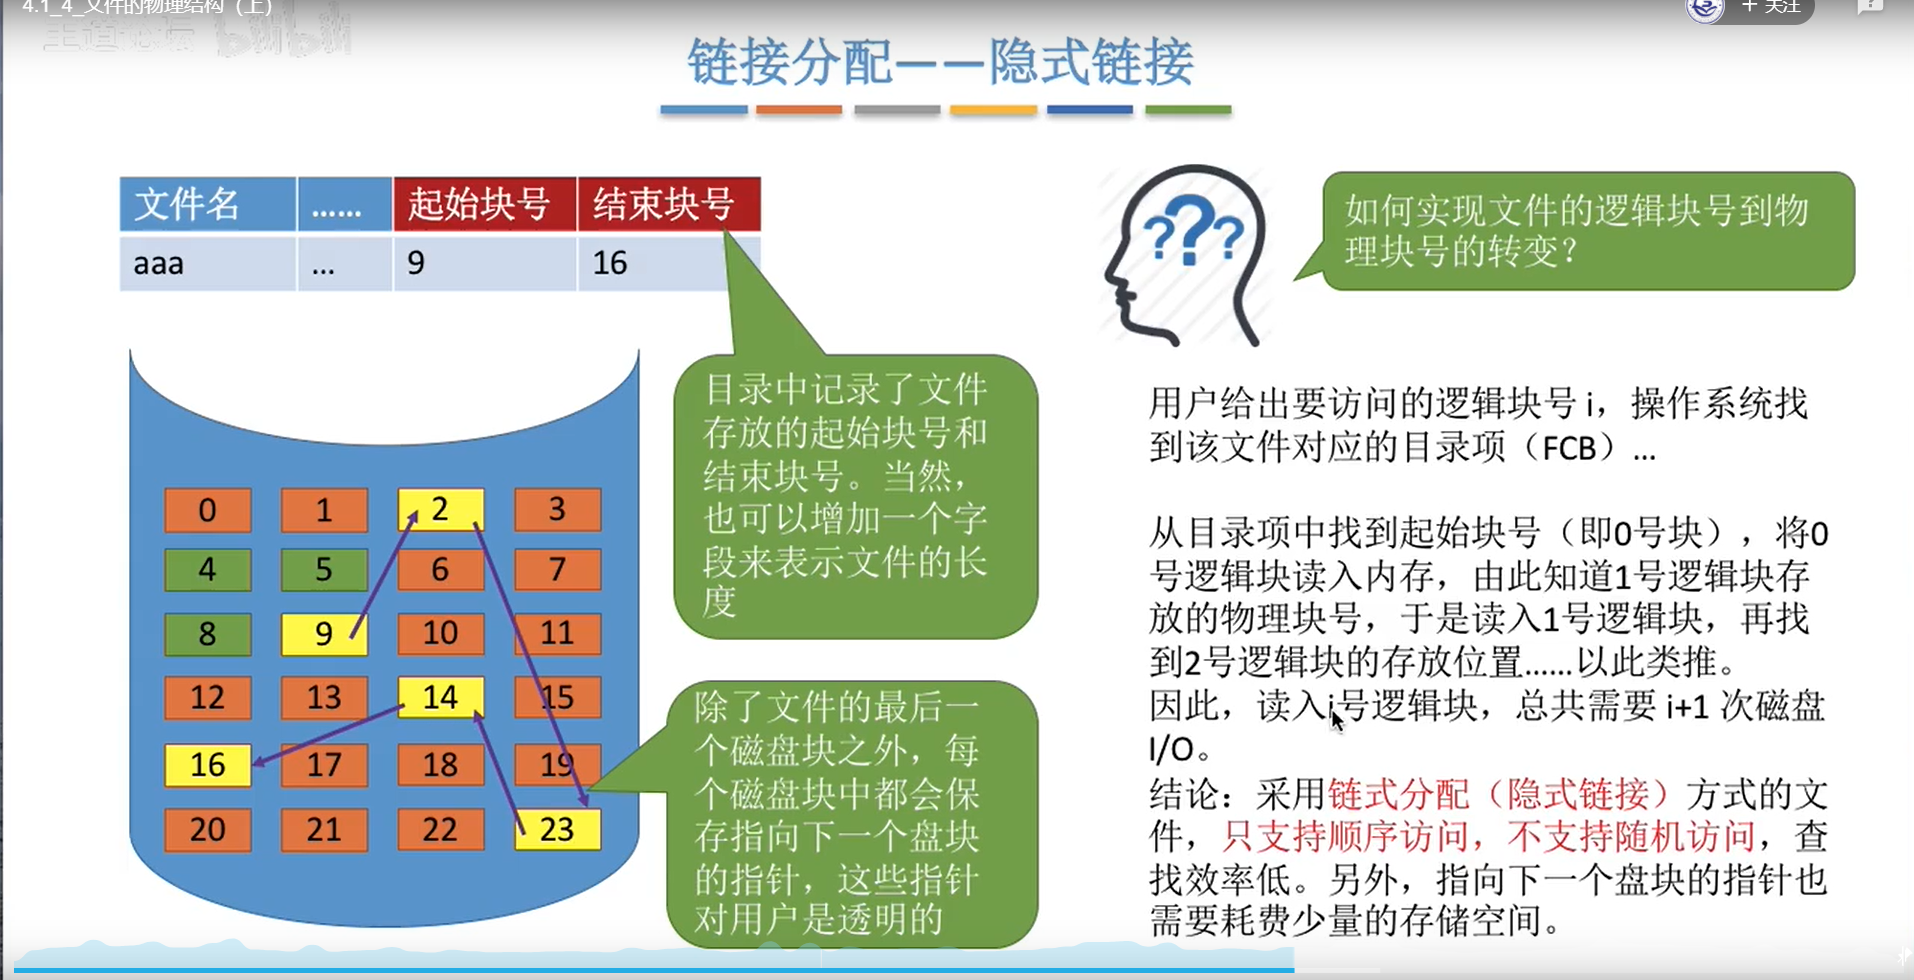 4.1_4_文件的物理结构（上）
+ 关注
链接分配——隐式链接
文件名 …… 起始块号 结束块号
aaa ... 9 16
???
如何实现文件的逻辑块号到物
理块号的转变？
目录中记录了文件
存放的起始块号和
结束块号。当然，
也可以增加一个字
段来表示文件的长
度
0 1 2 3
4 5 6 7
8 9 10 11
12 13 14 15
16 17 18 19
20 21 22 23
除了文件的最后一
个磁盘块之外，每
个磁盘块中都会保
存指向下一个盘块
的指针，这些指针
对用户是透明的
用户给出要访问的逻辑块号 i，操作系统找
到该文件对应的目录项（FCB）...
从目录项中找到起始块号（即0号块），将0
号逻辑块读入内存，由此知道1号逻辑块存
放的物理块号，于是读入1号逻辑块，再找
到2号逻辑块的存放位置……以此类推。
因此，读入i号逻辑块，总共需要 i+1 次磁盘
I/O。
结论：采用链式分配（隐式链接）方式的文
件，只支持顺序访问，不支持随机访问，查
找效率低。另外，指向下一个盘块的指针也
需要耗费少量的存储空间。